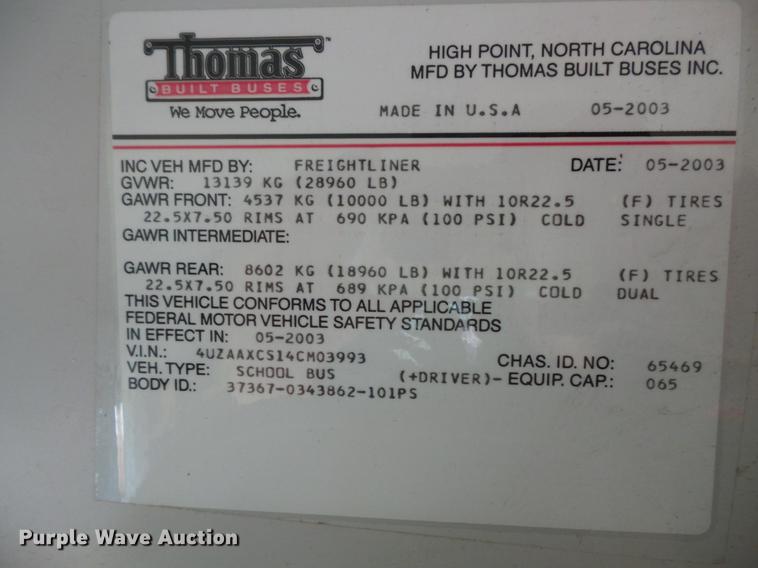 Thomas™
BUILT BUSES
We Move People.
HIGH POINT, NORTH CAROLINA
MFD BY THOMAS BUILT BUSES INC.
MADE IN U.S.A 05-2003
INC VEH MFD BY: FREIGHTLINER DATE: 05-2003
GVWR: 13139 KG (28960 LB)
GAWR FRONT: 4537 KG (10000 LB) WITH 10R22.5 (F) TIRES
22.5X7.50 RIMS AT 690 KPA (100 PSI) COLD SINGLE
GAWR INTERMEDIATE:
GAWR REAR: 8602 KG (18960 LB) WITH 10R22.5 (F) TIRES
22.5X7.50 RIMS AT 689 KPA (100 PSI) COLD DUAL
THIS VEHICLE CONFORMS TO ALL APPLICABLE
FEDERAL MOTOR VEHICLE SAFETY STANDARDS
IN EFFECT IN: 05-2003
V.I.N.: 4UZAAXCS14CM03993 CHAS. ID. NO: 65469
VEH. TYPE: SCHOOL BUS (+DRIVER)- EQUIP. CAP.: 065
BODY ID.: 37367-0343862-101PS
Purple Wave Auction